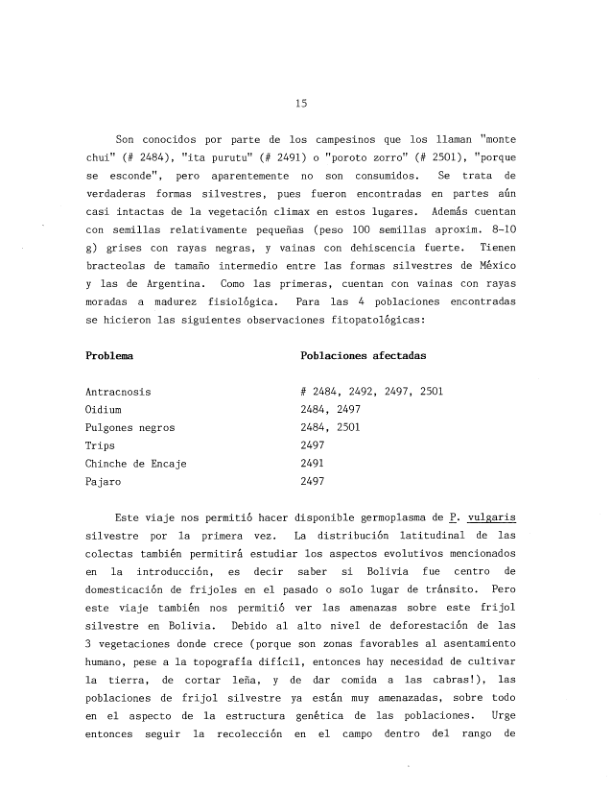 15
Son conocidos por parte de los campesinos que los llaman "monte
chui" (# 2484), "ita purutu" (# 2491) o "poroto zorro" (# 2501), "porque
se esconde", pero aparentemente no son consumidos. Se trata de
verdaderas formas silvestres, pues fueron encontradas en partes aún
casi intactas de la vegetación climax en estos lugares. Además cuentan
con semillas relativamente pequeñas (peso 100 semillas aproxim. 8-10
g) grises con rayas negras, y vainas con dehiscencia fuerte. Tienen
bracteolas de tamaño intermedio entre las formas silvestres de México
y las de Argentina. Como las primeras, cuentan con vainas con rayas
moradas a madurez fisiológica. Para las 4 poblaciones encontradas
se hicieron las siguientes observaciones fitopatológicas:
Problema Poblaciones afectadas
Antracnosis # 2484, 2492, 2497, 2501
Oidium 2484, 2497
Pulgones negros 2484, 2501
Trips 2497
Chinche de Encaje 2491
Pajaro 2497
Este viaje nos permitió hacer disponible germoplasma de P. vulgaris
silvestre por la primera vez. La distribución latitudinal de las
colectas también permitirá estudiar los aspectos evolutivos mencionados
en la introducción, es decir saber si Bolivia fue centro de
domesticación de frijoles en el pasado o solo lugar de tránsito. Pero
este viaje también nos permitió ver las amenazas sobre este frijol
silvestre en Bolivia. Debido al alto nivel de deforestación de las
3 vegetaciones donde crece (porque son zonas favorables al asentamiento
humano, pese a la topografía difícil, entonces hay necesidad de cultivar
la tierra, de cortar leña, y de dar comida a las cabras!), las
poblaciones de frijol silvestre ya están muy amenazadas, sobre todo
en el aspecto de la estructura genética de las poblaciones. Urge
entonces seguir la recolección en el campo dentro del rango de